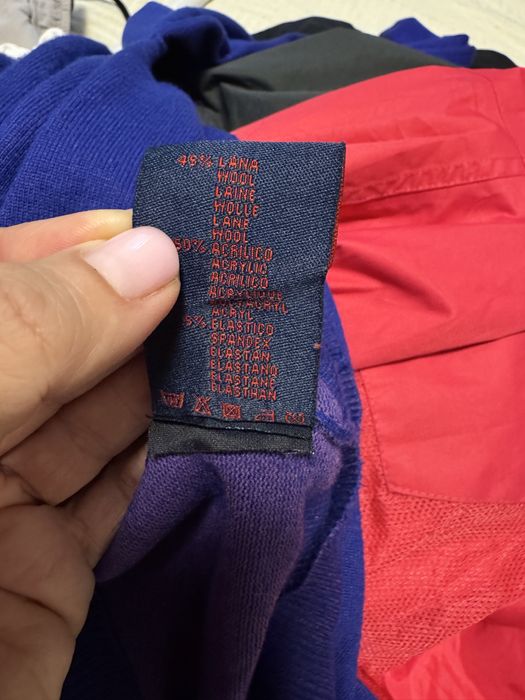 45% LANA
WOOL
LAINE
WOLLE
LANE
WOOL
50% ACRILICO
ACRYLIC
ACRILICO
ACRYLIQUE
ACRYL
5% ELASTICO
SPANDEX
ELASTAN
ELASTANO
ELASTANE
ELASTHAN